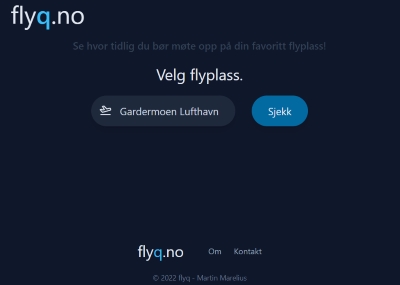 flyq.no
Se hvor tidlig du bør møte opp på din favoritt flyplass!
Velg flyplass.
Gardermoen Lufthavn
Sjekk
flyq.no
Om
Kontakt
© 2022 flyq - Martin Marelius